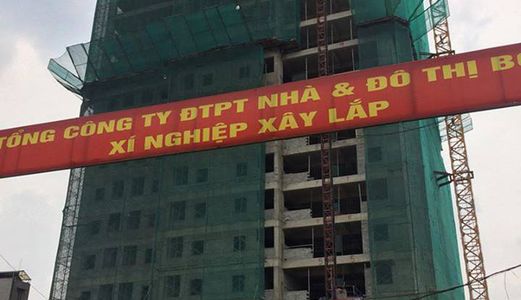 TỔNG CÔNG TY ĐTPT NHÀ & ĐÔ THỊ
XÍ NGHIỆP XÂY LẮP